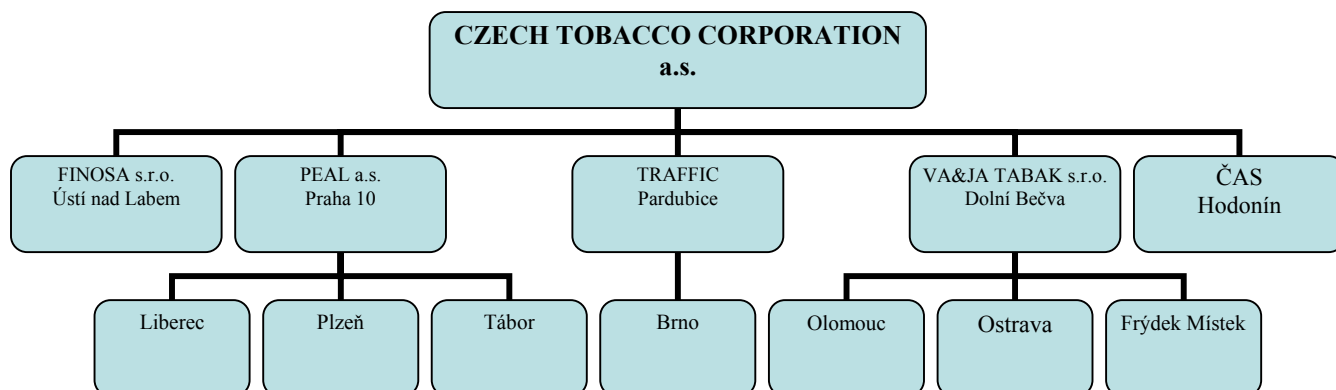 CZECH TOBACCO CORPORATION
a.s.
FINOSA s.r.o.
Ústí nad Labem
PEAL a.s.
Praha 10
TRAFFIC
Pardubice
VA&JA TABAK s.r.o.
Dolní Bečva
ČAS
Hodonín
Liberec
Plzeň
Tábor
Brno
Olomouc
Ostrava
Frýdek Místek